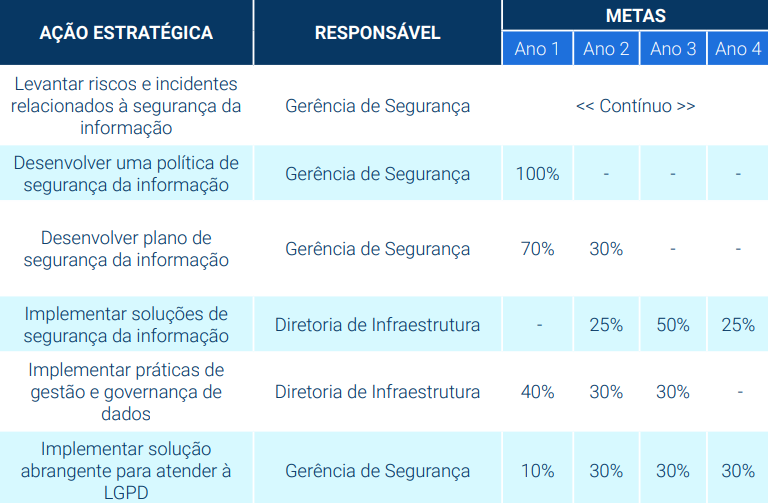 AÇÃO ESTRATÉGICA
RESPONSÁVEL
METAS
Ano 1
Ano 2
Ano 3
Ano 4
Levantar riscos e incidentes
relacionados à segurança da
informação
Gerência de Segurança
<< Contínuo >>
Desenvolver uma política de
segurança da informação
Gerência de Segurança
100%
-
-
-
Desenvolver plano de
segurança da informação
Gerência de Segurança
70%
30%
-
-
Implementar soluções de
segurança da informação
Diretoria de Infraestrutura
-
25%
50%
25%
Implementar práticas de
gestão e governança de
dados
Diretoria de Infraestrutura
40%
30%
30%
-
Implementar solução
abrangente para atender à
LGPD
Gerência de Segurança
10%
30%
30%
30%